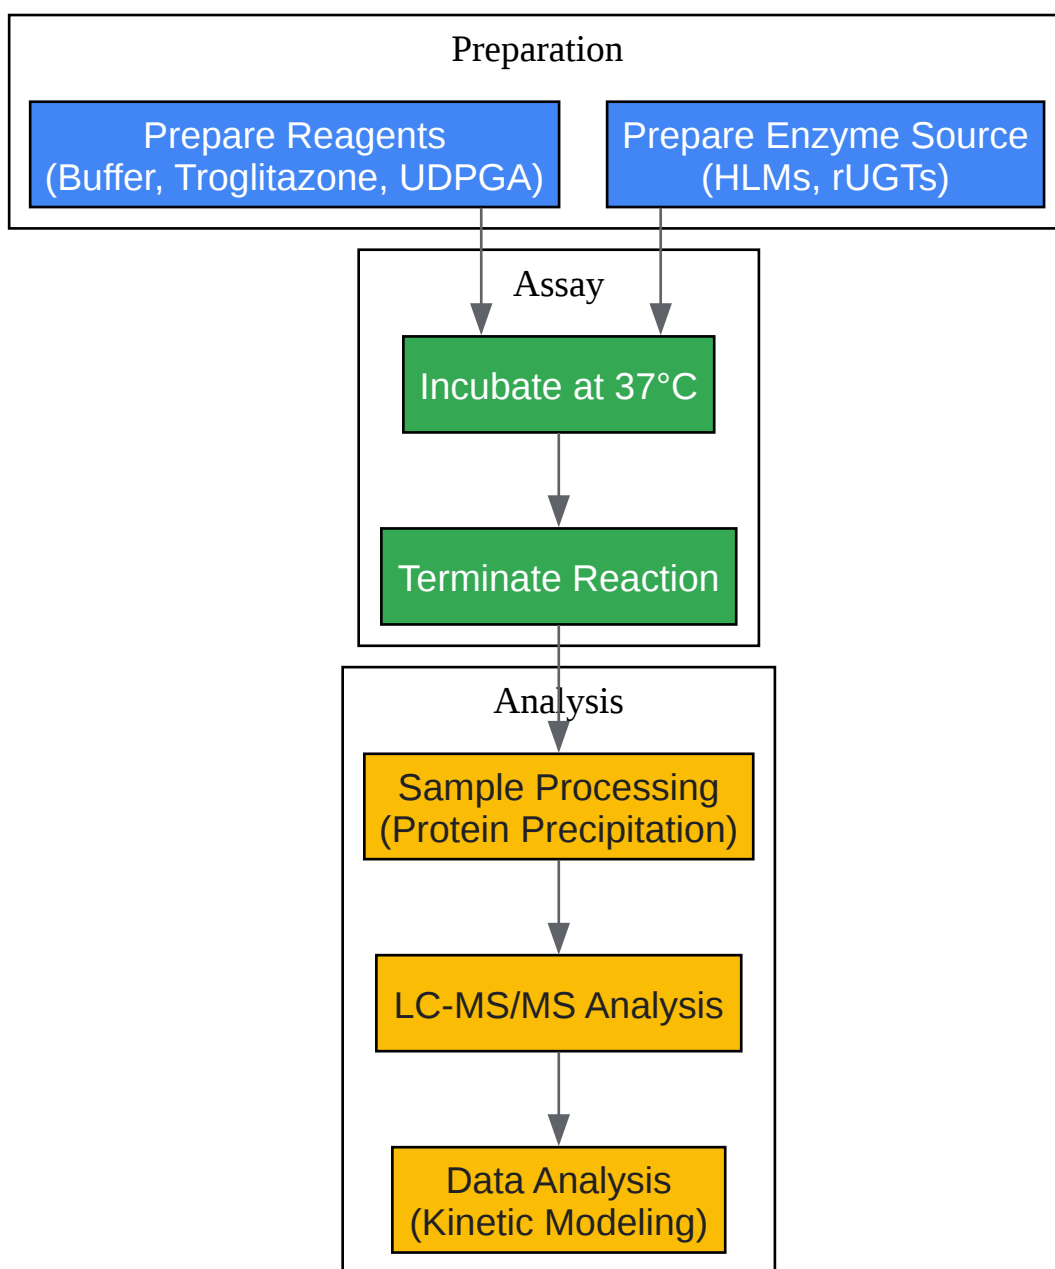 Preparation
Prepare Reagents
(Buffer, Troglitazone, UDPGA)
Prepare Enzyme Source
(HLMs, rUGTs)
Assay
Incubate at 37°C
Terminate Reaction
Analysis
Sample Processing
(Protein Precipitation)
LC-MS/MS Analysis
Data Analysis
(Kinetic Modeling)